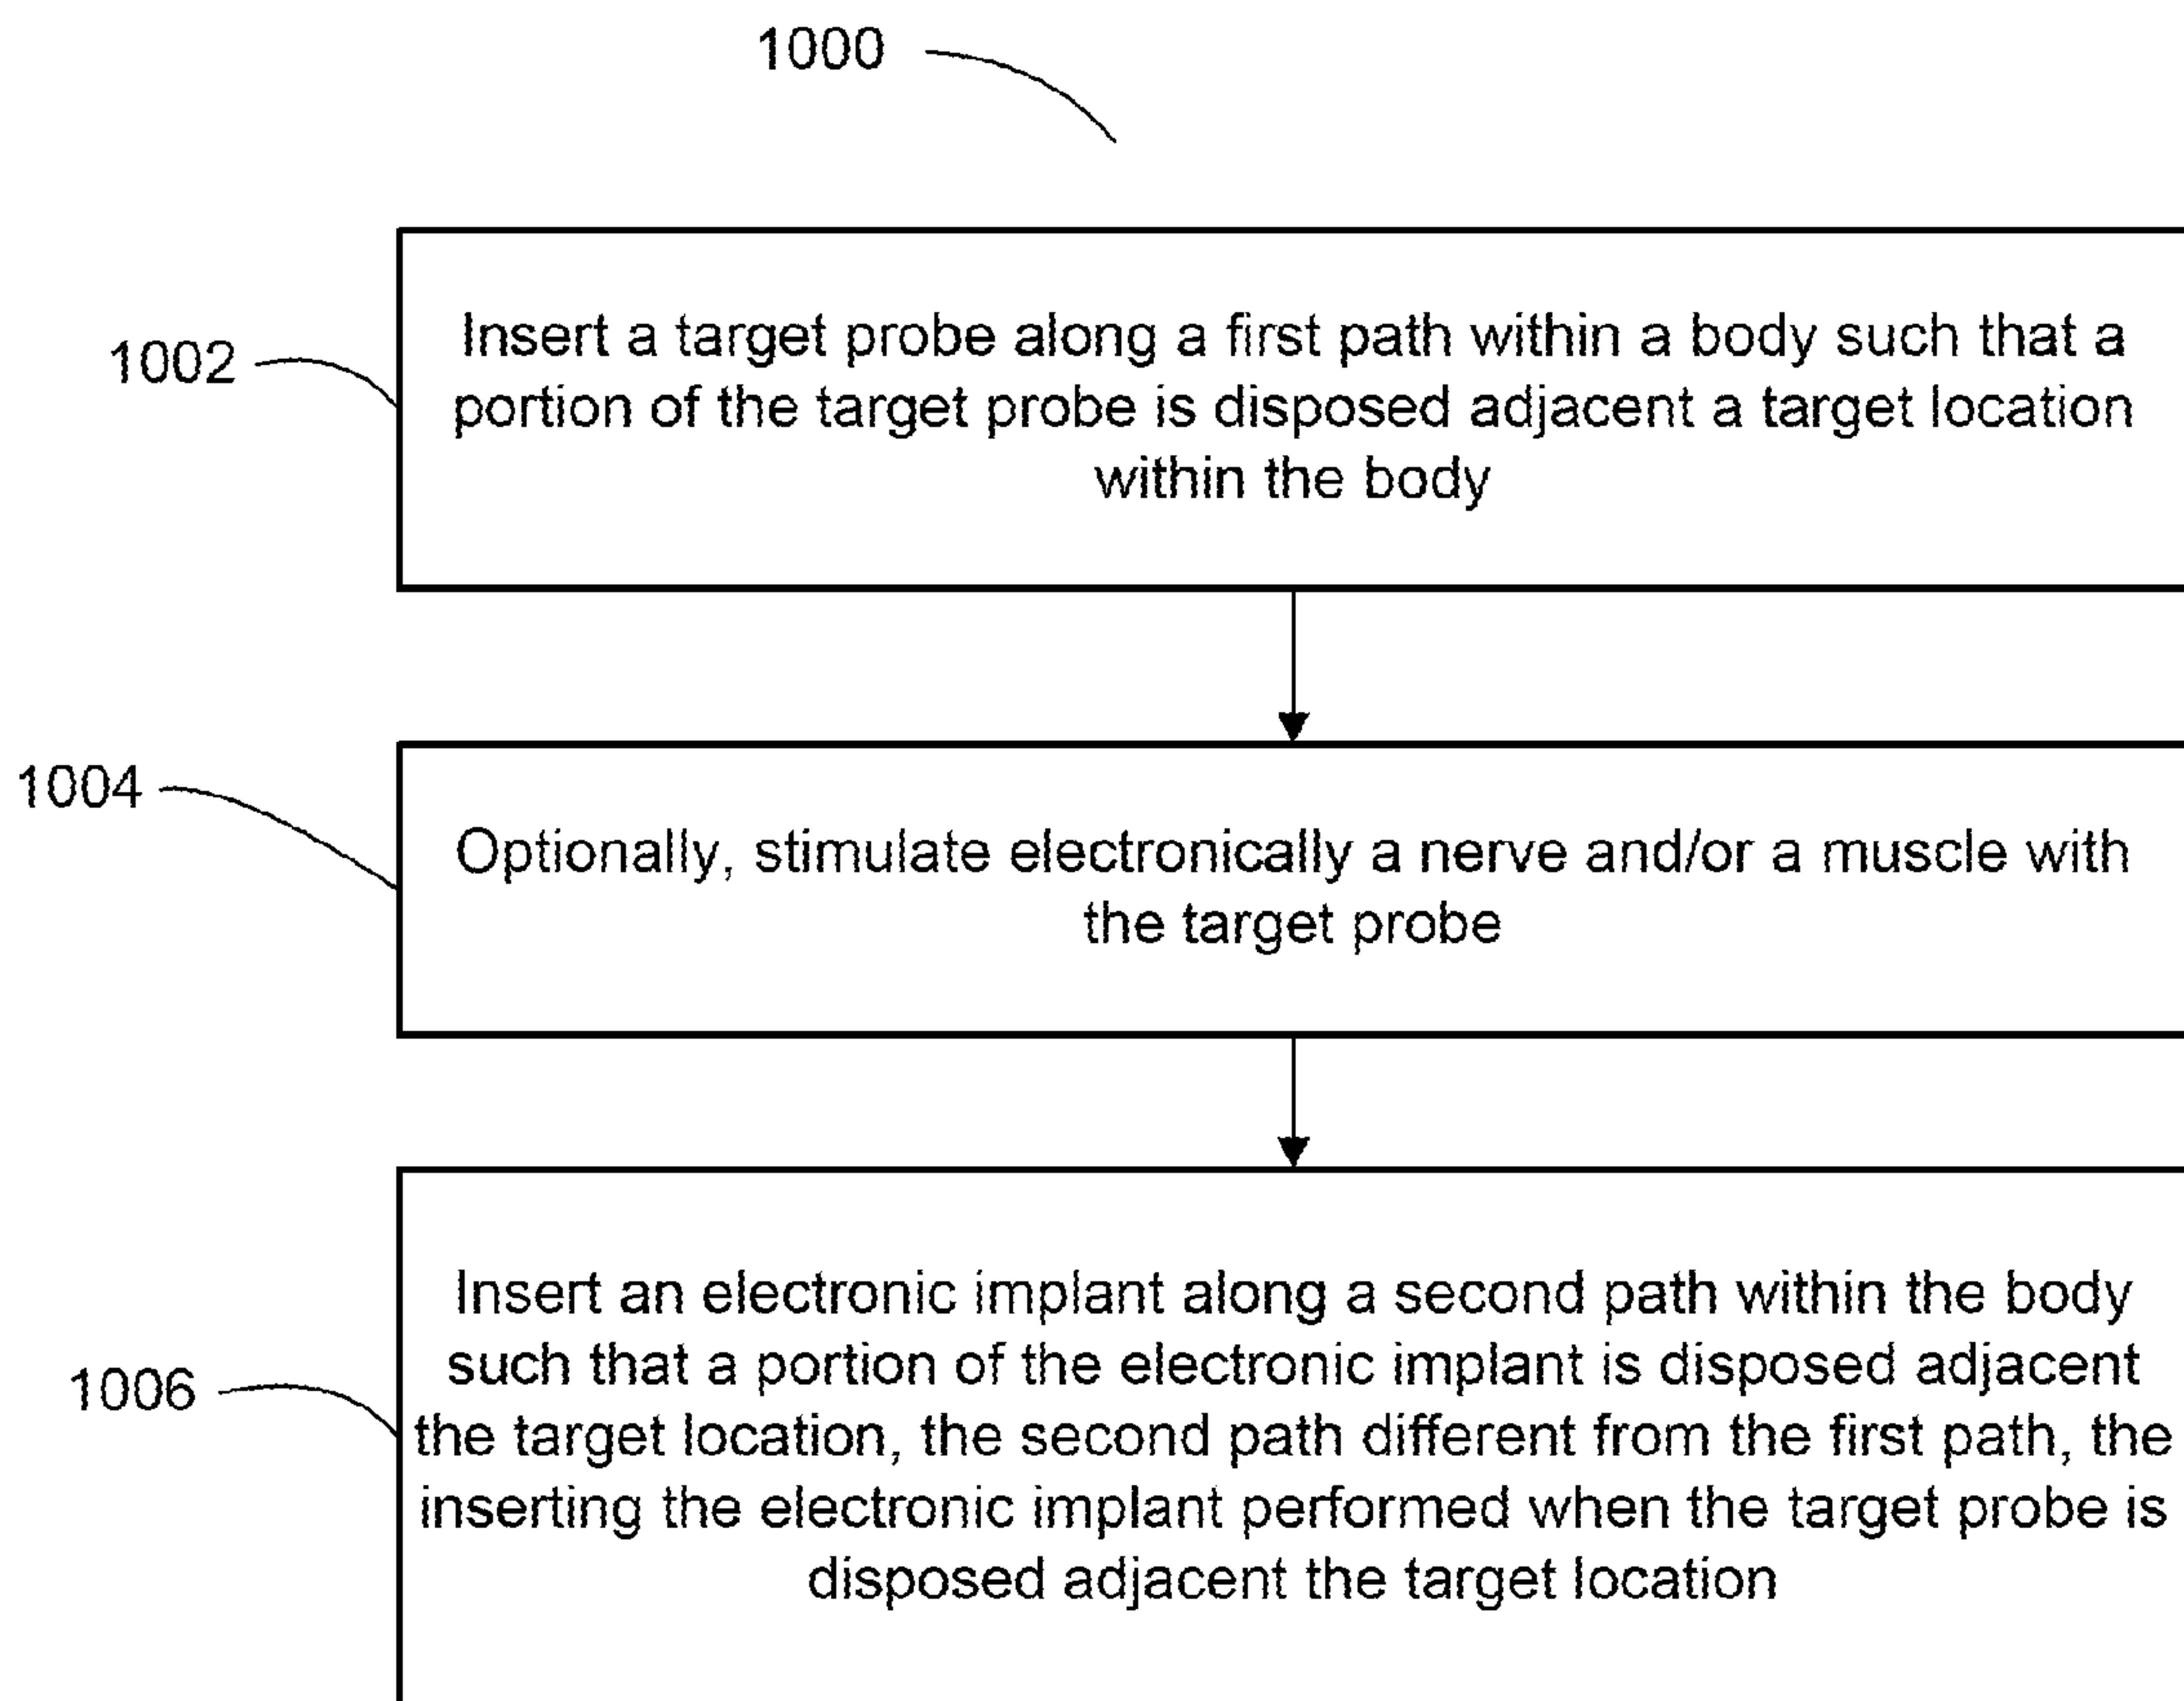 1000
1002
Insert a target probe along a first path within a body such that a
portion of the target probe is disposed adjacent a target location
within the body
1004
Optionally, stimulate electronically a nerve and/or a muscle with
the target probe
1006
Insert an electronic implant along a second path within the body
such that a portion of the electronic implant is disposed adjacent
the target location, the second path different from the first path, the
inserting the electronic implant performed when the target probe is
disposed adjacent the target location